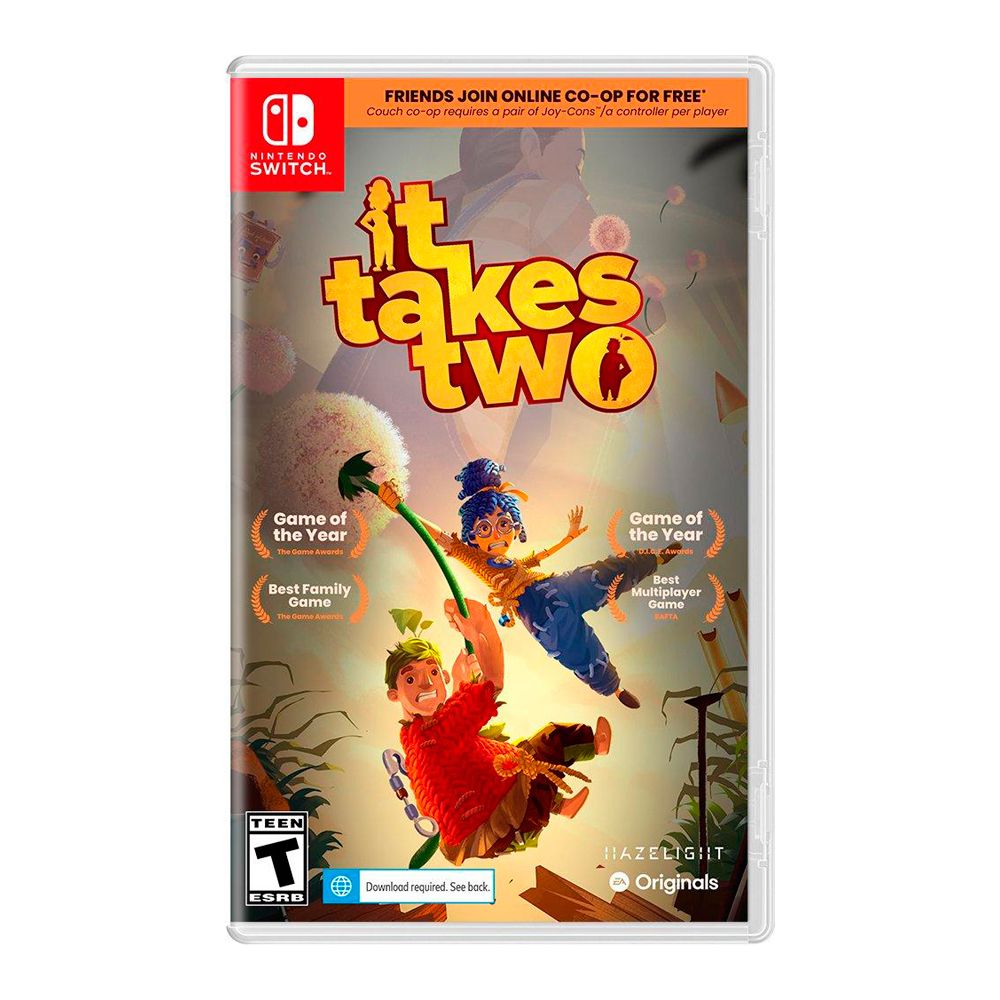 NINTENDO
SWITCH™
FRIENDS JOIN ONLINE CO-OP FOR FREE*
Couch co-op requires a pair of Joy-Cons™/a controller per player
it
takes
two
Game of
the Year
The Game Awards
Best Family
Game
The Game Awards
Game of
the Year
D.I.C.E. Awards
Best
Multiplayer
Game
BAFTA
TEEN
T
ESRB
Download required. See back.
HAZELIGHT
EA Originals